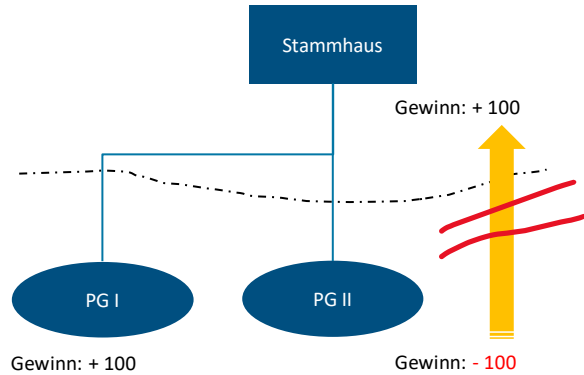 Stammhaus
Gewinn: + 100
PG I
PG II
Gewinn: + 100
Gewinn: - 100